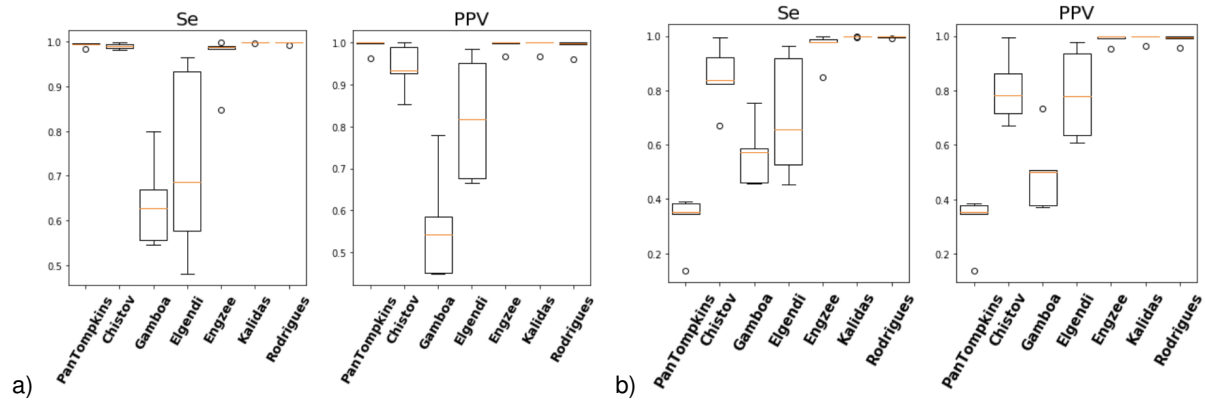 Se
1.0
0.9
0.8
0.7
0.6
0.5
PanTompkins
Chistov
Gamboa
Elgendi
Engzee
Kalidas
Rodrigues
PPV
1.0
0.9
0.8
0.7
0.6
0.5
PanTompkins
Chistov
Gamboa
Elgendi
Engzee
Kalidas
Rodrigues
a)
Se
1.0
0.8
0.6
0.4
0.2
PanTompkins
Chistov
Gamboa
Elgendi
Engzee
Kalidas
Rodrigues
PPV
1.0
0.8
0.6
0.4
0.2
PanTompkins
Chistov
Gamboa
Elgendi
Engzee
Kalidas
Rodrigues
b)